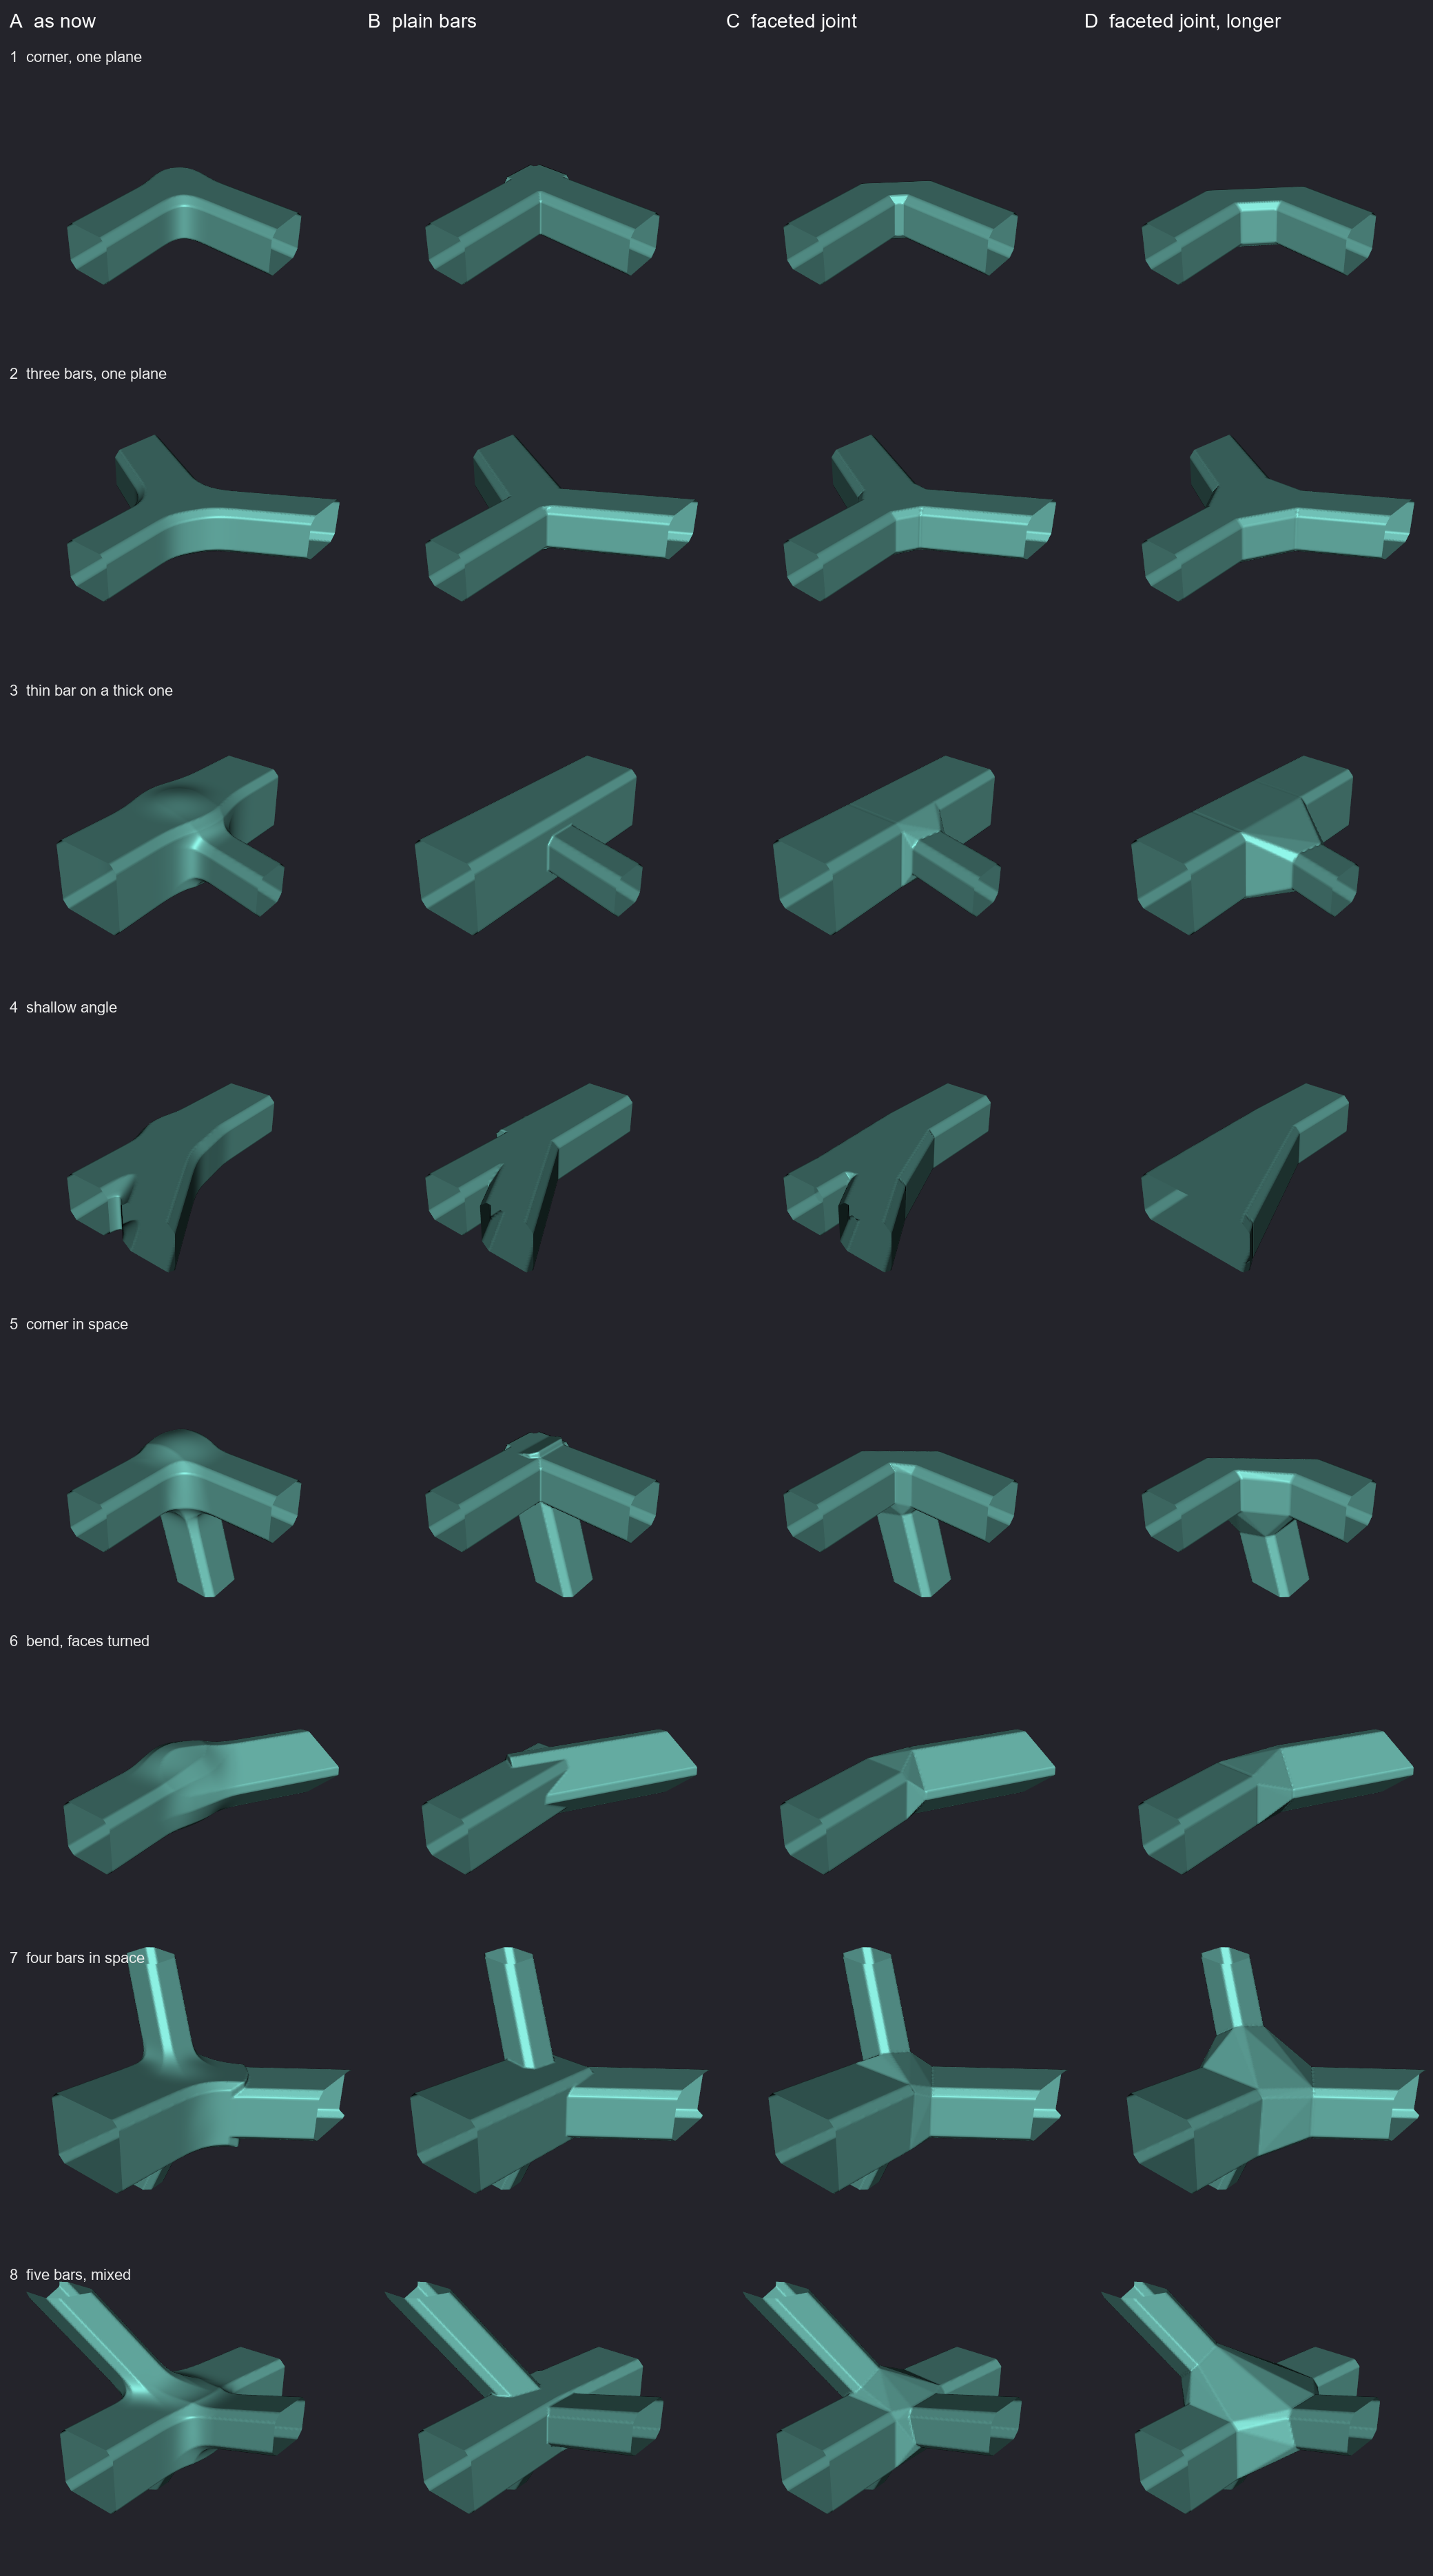 A as now
B plain bars
C faceted joint
D faceted joint, longer
1 corner, one plane
2 three bars, one plane
3 thin bar on a thick one
4 shallow angle
5 corner in space
6 bend, faces turned
7 four bars in space
8 five bars, mixed